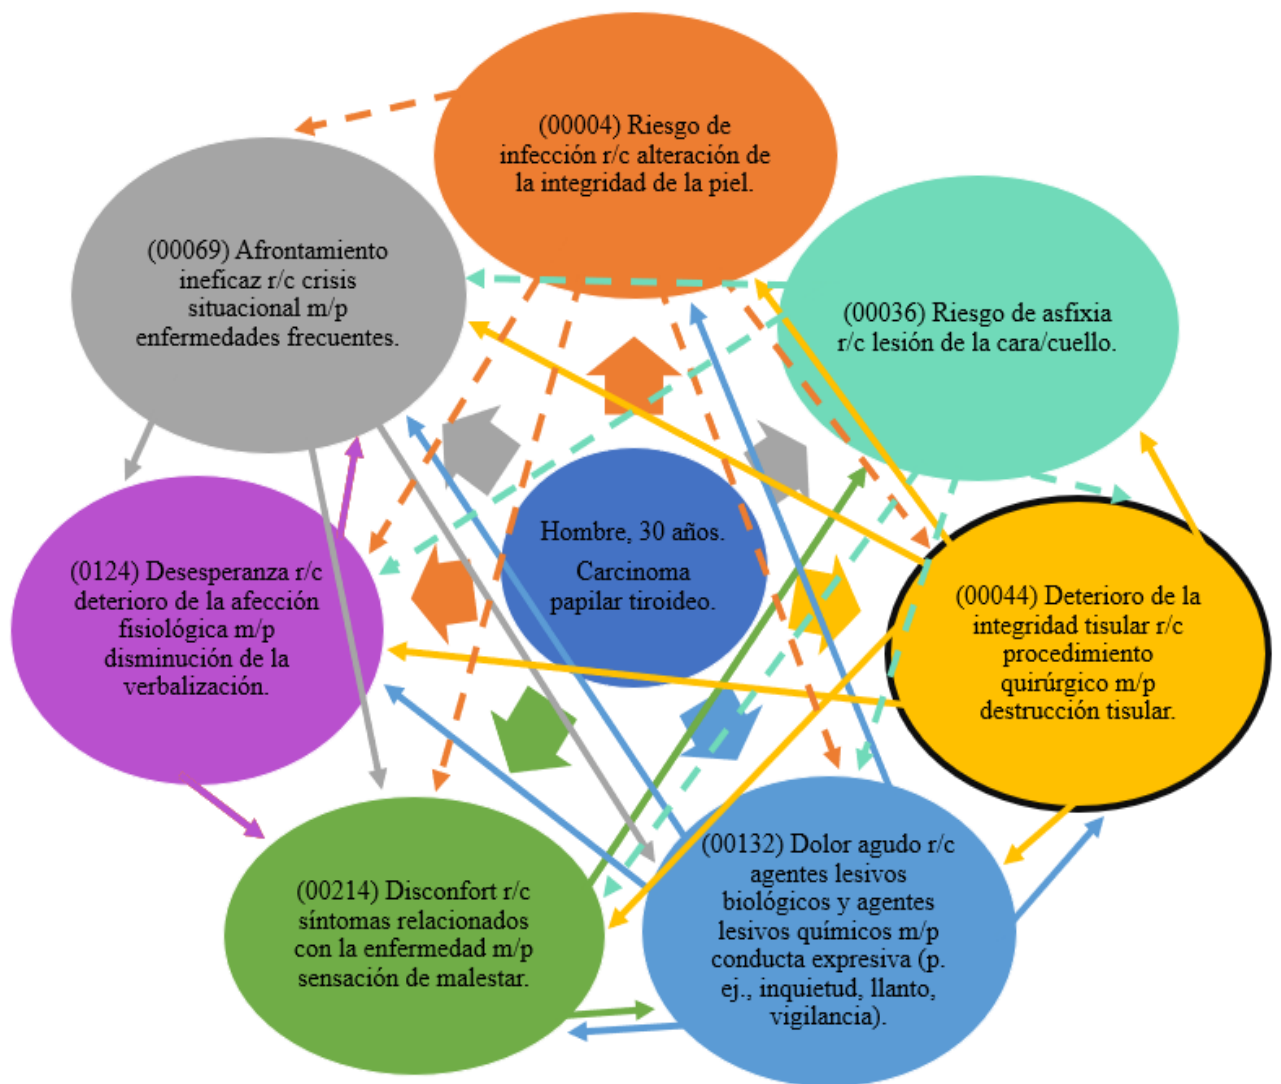 (00004) Riesgo de
infección r/c alteración de
la integridad de la piel.
(00069) Afrontamiento
ineficaz r/c crisis
situacional m/p
enfermedades frecuentes.
(00036) Riesgo de asfixia
r/c lesión de la cara/cuello.
Hombre, 30 años.
Carcinoma
papilar tiroideo.
(0124) Desesperanza r/c
deterioro de la afección
fisiológica m/p
disminución de la
verbalización.
(00044) Deterioro de la
integridad tisular r/c
procedimiento
quirúrgico m/p
destrucción tisular.
(00214) Disconfort r/c
síntomas relacionados
con la enfermedad m/p
sensación de malestar.
(00132) Dolor agudo r/c
agentes lesivos
biológicos y agentes
lesivos químicos m/p
conducta expresiva (p.
ej., inquietud, llanto,
vigilancia).